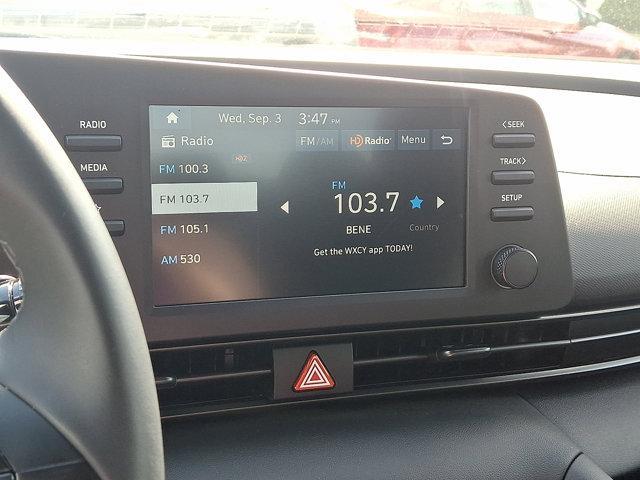 RADIO
MEDIA
Wed, Sep. 3 3:47 PM
Radio FM/AM HD Radio Menu
HD2
FM 100.3
FM 103.7
FM 105.1
AM 530
FM
103.7
BENE
Country
Get the WXCY app TODAY!
< SEEK
TRACK >
SETUP